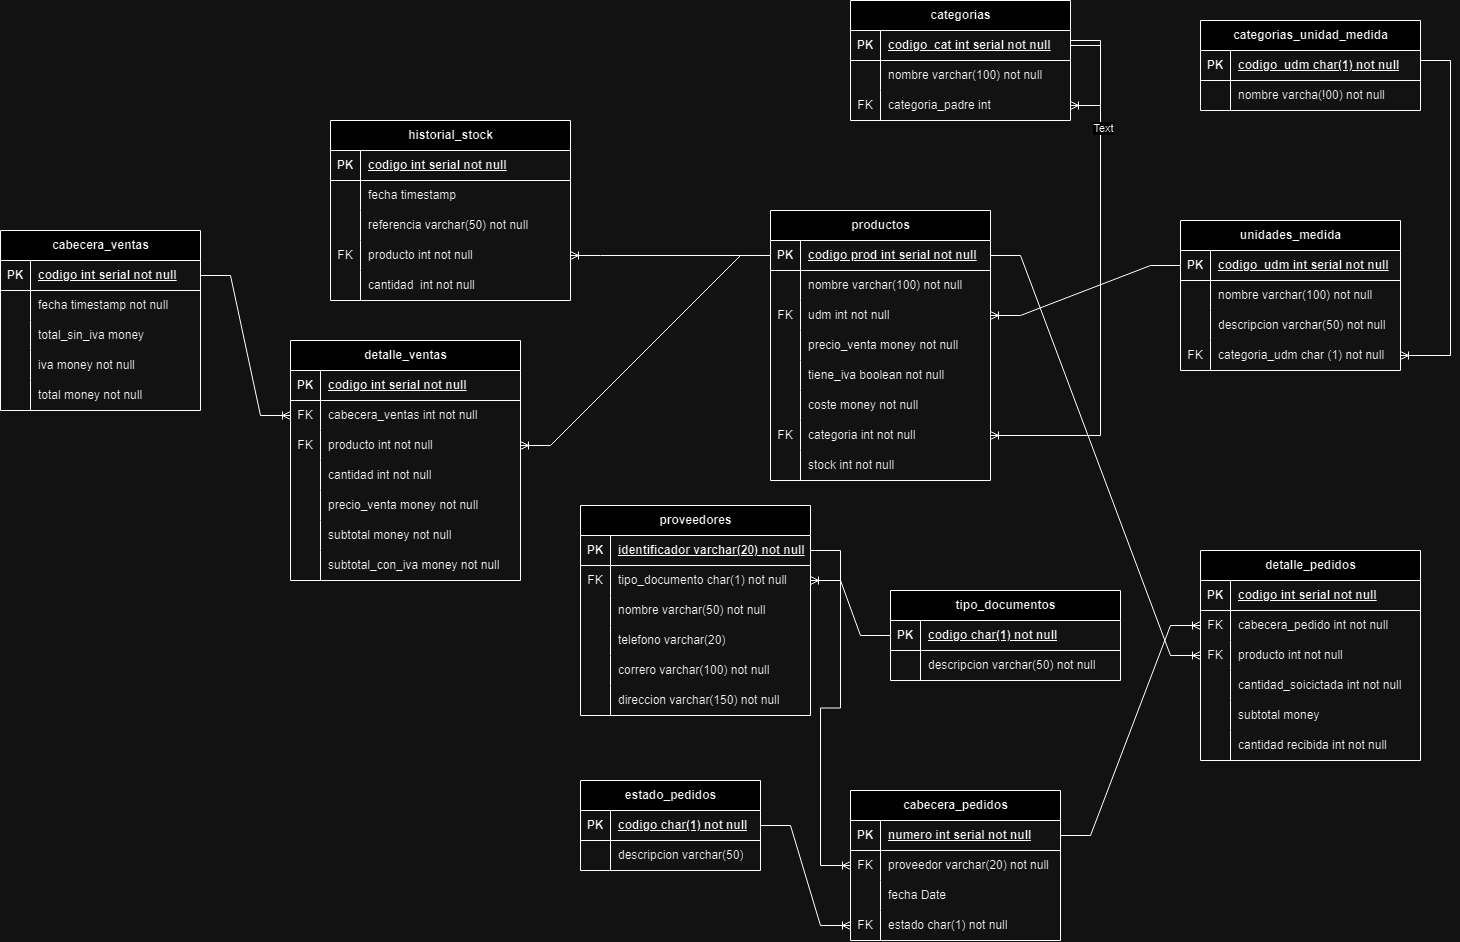 categorias
PK codigo_cat int serial not null
nombre varchar(100) not null
FK categoria_padre int
Text
categorias_unidad_medida
PK codigo_udm char(1) not null
nombre varcha(!00) not null
historial_stock
PK codigo int serial not null
fecha timestamp
referencia varchar(50) not null
FK producto int not null
cantidad int not null
cabecera_ventas
PK codigo int serial not null
fecha timestamp not null
total_sin_iva money
iva money not null
total money not null
productos
PK codigo prod int serial not null
nombre varchar(100) not null
FK udm int not null
precio_venta money not null
tiene_iva boolean not null
coste money not null
FK categoria int not null
stock int not null
unidades_medida
PK codigo_udm int serial not null
nombre varchar(100) not null
descripcion varchar(50) not null
FK categoria_udm char (1) not null
detalle_ventas
PK codigo int serial not null
FK cabecera_ventas int not null
FK producto int not null
cantidad int not null
precio_venta money not null
subtotal money not null
subtotal_con_iva money not null
proveedores
PK identificador varchar(20) not null
FK tipo_documento char(1) not null
nombre varchar(50) not null
telefono varchar(20)
correro varchar(100) not null
direccion varchar(150) not null
tipo_documentos
PK codigo char(1) not null
descripcion varchar(50) not null
detalle_pedidos
PK codigo int serial not null
FK cabecera_pedido int not null
FK producto int not null
cantidad_soicictada int not null
subtotal money
cantidad recibida int not null
estado_pedidos
PK codigo char(1) not null
descripcion varchar(50)
cabecera_pedidos
PK numero int serial not null
FK proveedor varchar(20) not null
fecha Date
FK estado char(1) not null